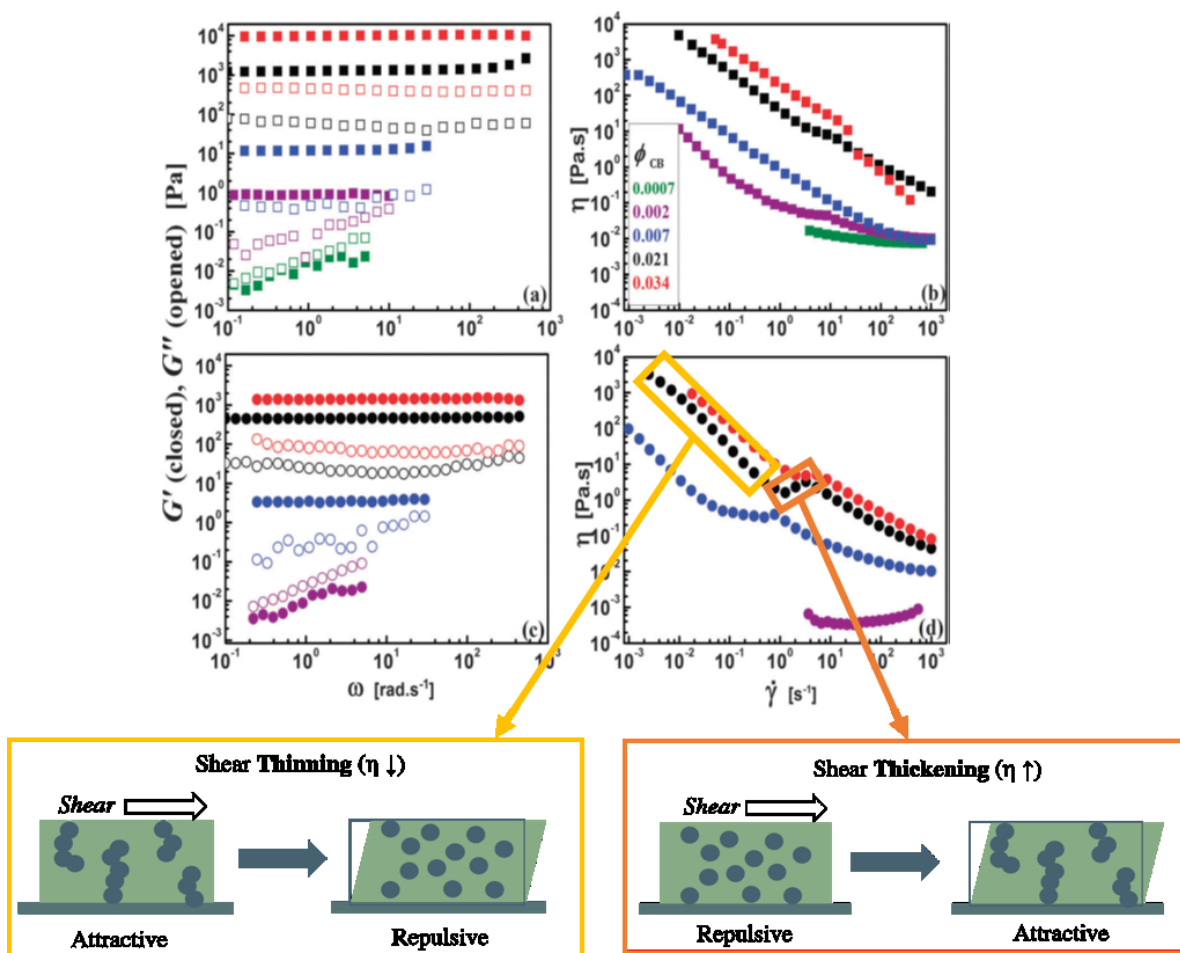 G′ (closed), G″ (opened) [Pa]
10⁴
10³
10²
10¹
10⁰
10⁻¹
10⁻²
10⁻³
(a)
10⁻¹ 10⁰ 10¹ 10² 10³
η [Pa.s]
10⁴
10³
10²
10¹
10⁰
10⁻¹
10⁻²
10⁻³
10⁻⁴
ϕCB
0.0007
0.002
0.007
0.021
0.034
(b)
10⁻³ 10⁻² 10⁻¹ 10⁰ 10¹ 10² 10³
10⁴
10³
10²
10¹
10⁰
10⁻¹
10⁻²
10⁻³
(c)
10⁻¹ 10⁰ 10¹ 10² 10³
ω [rad.s⁻¹]
η [Pa.s]
10⁴
10³
10²
10¹
10⁰
10⁻¹
10⁻²
10⁻³
10⁻⁴
(d)
10⁻³ 10⁻² 10⁻¹ 10⁰ 10¹ 10² 10³
γ̇ [s⁻¹]
Shear Thinning (η ↓)
Shear
Attractive
Repulsive
Shear Thickening (η ↑)
Shear
Repulsive
Attractive